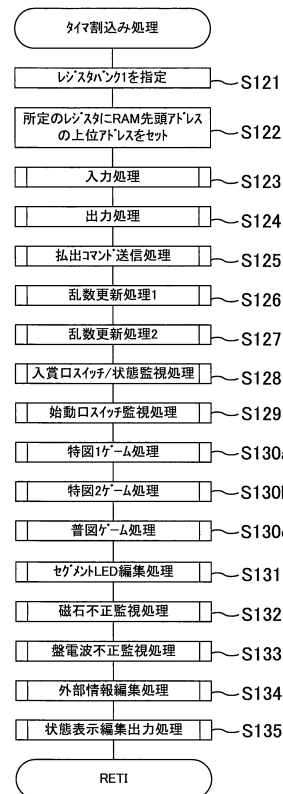 タイマ割込み処理
レジスタバンク1を指定
S121
所定のレジスタにRAM先頭アドレス
の上位アドレスをセット
S122
入力処理
S123
出力処理
S124
払出コマンド送信処理
S125
乱数更新処理1
S126
乱数更新処理2
S127
入賞口スイッチ/状態監視処理
S128
始動口スイッチ監視処理
S129
特図1ゲーム処理
S130a
特図2ゲーム処理
S130b
普図ゲーム処理
S130c
セグメントLED編集処理
S131
磁石不正監視処理
S132
盤電波不正監視処理
S133
外部情報編集処理
S134
状態表示編集出力処理
S135
RETI